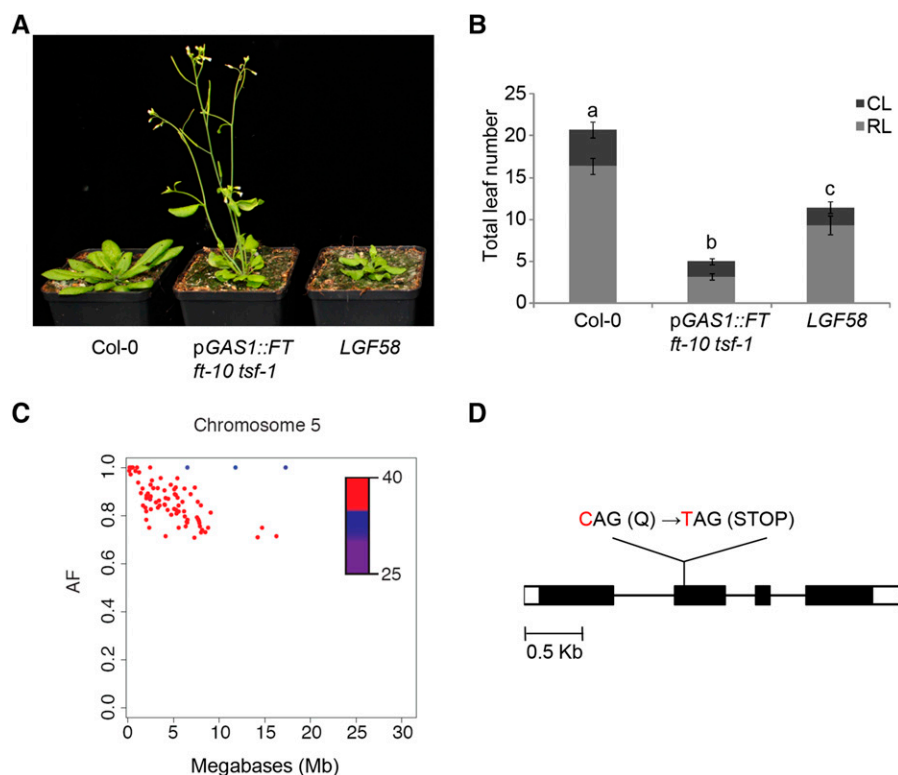 A
Col-0
pGAS1::FT
ft-10 tsf-1
LGF58
B
Total leaf number
25
20
15
10
5
0
a
b
c
CL
RL
Col-0
pGAS1::FT
ft-10 tsf-1
LGF58
C
Chromosome 5
AF
1.0
0.8
0.6
0.4
0.2
0.0
40
25
0 5 10 15 20 25 30
Megabases (Mb)
D
CAG (Q) →TAG (STOP)
0.5 Kb